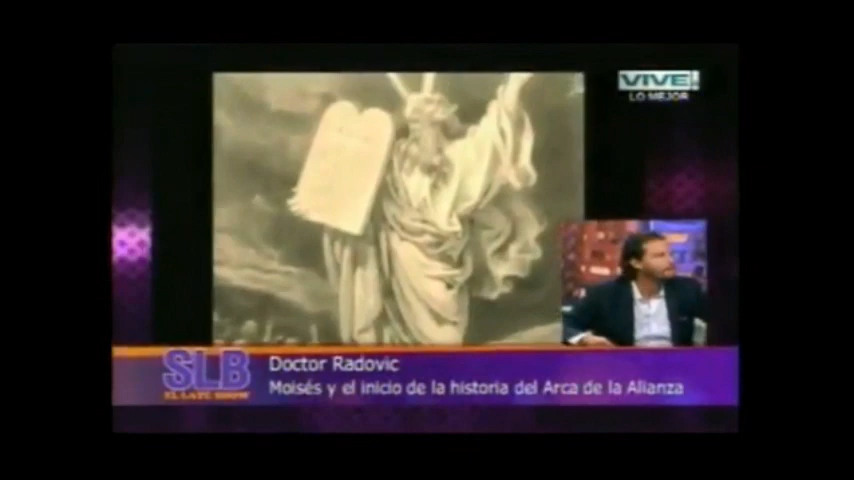 VIVE!
LO MEJOR
SLB
EL LATE SHOW
Doctor Radovic
Moisés y el inicio de la historia del Arca de la Alianza